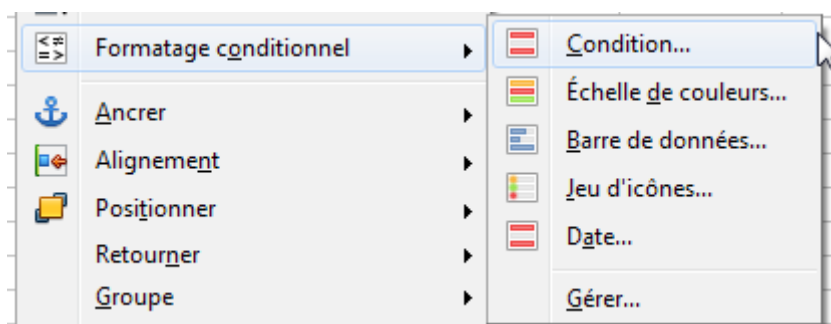 Formatage conditionnel
Ancrer
Alignement
Positionner
Retourner
Groupe
Condition...
Échelle de couleurs...
Barre de données...
Jeu d'icônes...
Date...
Gérer...